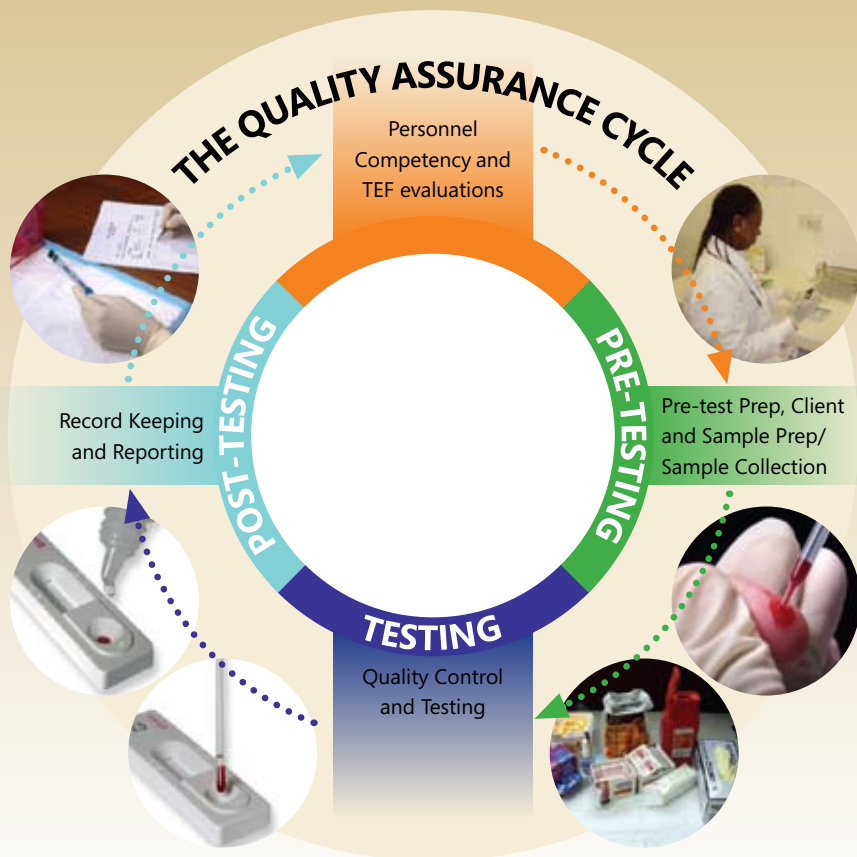 THE QUALITY ASSURANCE CYCLE
Personnel
Competency and
TEF evaluations
PRE-TESTING
Pre-test Prep, Client
and Sample Prep/
Sample Collection
TESTING
Quality Control
and Testing
POST-TESTING
Record Keeping
and Reporting